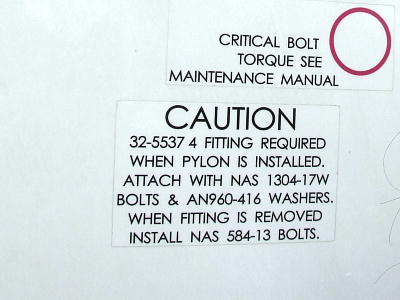 CRITICAL BOLT
TORQUE SEE
MAINTENANCE MANUAL
CAUTION
32-5537 4 FITTING REQUIRED
WHEN PYLON IS INSTALLED.
ATTACH WITH NAS 1304-17W
BOLTS & AN960-416 WASHERS.
WHEN FITTING IS REMOVED
INSTALL NAS 584-13 BOLTS.